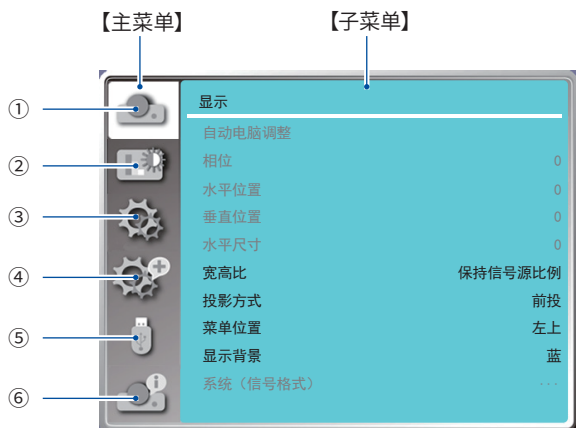 【主菜单】 【子菜单】
① 显示
自动电脑调整
② 相位 0
水平位置 0
③ 垂直位置 0
水平尺寸 0
④ 宽高比 保持信号源比例
投影方式 前投
⑤ 菜单位置 左上
显示背景 蓝
⑥ 系统（信号格式） ---